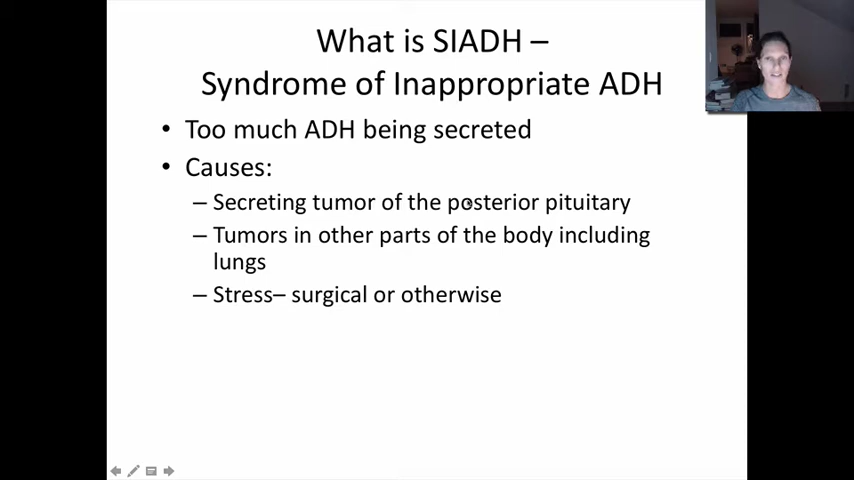 What is SIADH –
Syndrome of Inappropriate ADH
• Too much ADH being secreted
• Causes:
– Secreting tumor of the posterior pituitary
– Tumors in other parts of the body including
lungs
– Stress– surgical or otherwise